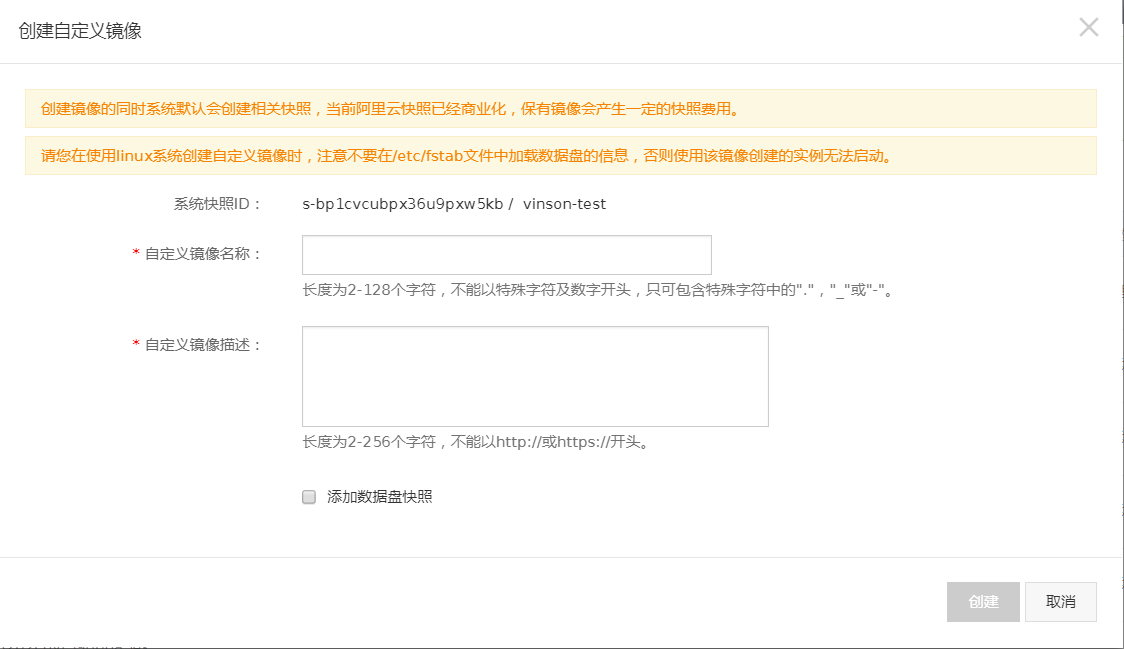 创建自定义镜像
创建镜像的同时系统默认会创建相关快照，当前阿里云快照已经商业化，保有镜像会产生一定的快照费用。
请您在使用linux系统创建自定义镜像时，注意不要在/etc/fstab文件中加载数据盘的信息，否则使用该镜像创建的实例无法启动。
系统快照ID： s-bp1cvcubpx36u9pxw5kb / vinson-test
* 自定义镜像名称：
长度为2-128个字符，不能以特殊字符及数字开头，只可包含特殊字符中的"."，"_"或"-"。
* 自定义镜像描述：
长度为2-256个字符，不能以http://或https://开头。
添加数据盘快照
创建 取消